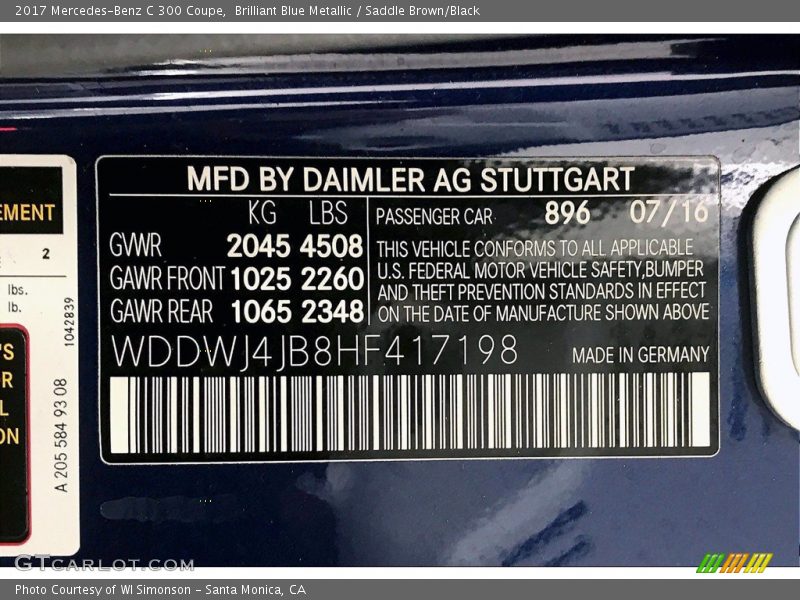 2017 Mercedes-Benz C 300 Coupe,  Brilliant Blue Metallic / Saddle Brown/Black
MFD BY DAIMLER AG STUTTGART
KG LBS
GVWR 2045 4508
GAWR FRONT 1025 2260
GAWR REAR 1065 2348
PASSENGER CAR 896 07/16
THIS VEHICLE CONFORMS TO ALL APPLICABLE
U.S. FEDERAL MOTOR VEHICLE SAFETY,BUMPER
AND THEFT PREVENTION STANDARDS IN EFFECT
ON THE DATE OF MANUFACTURE SHOWN ABOVE
WDDWJ4JB8HF417198
MADE IN GERMANY
EMENT
2
lbs.
lb.
1042839
'S
R
L
ON
A 205 584 93 08
GTCARLOT.COM
Photo Courtesy of WI Simonson - Santa Monica, CA